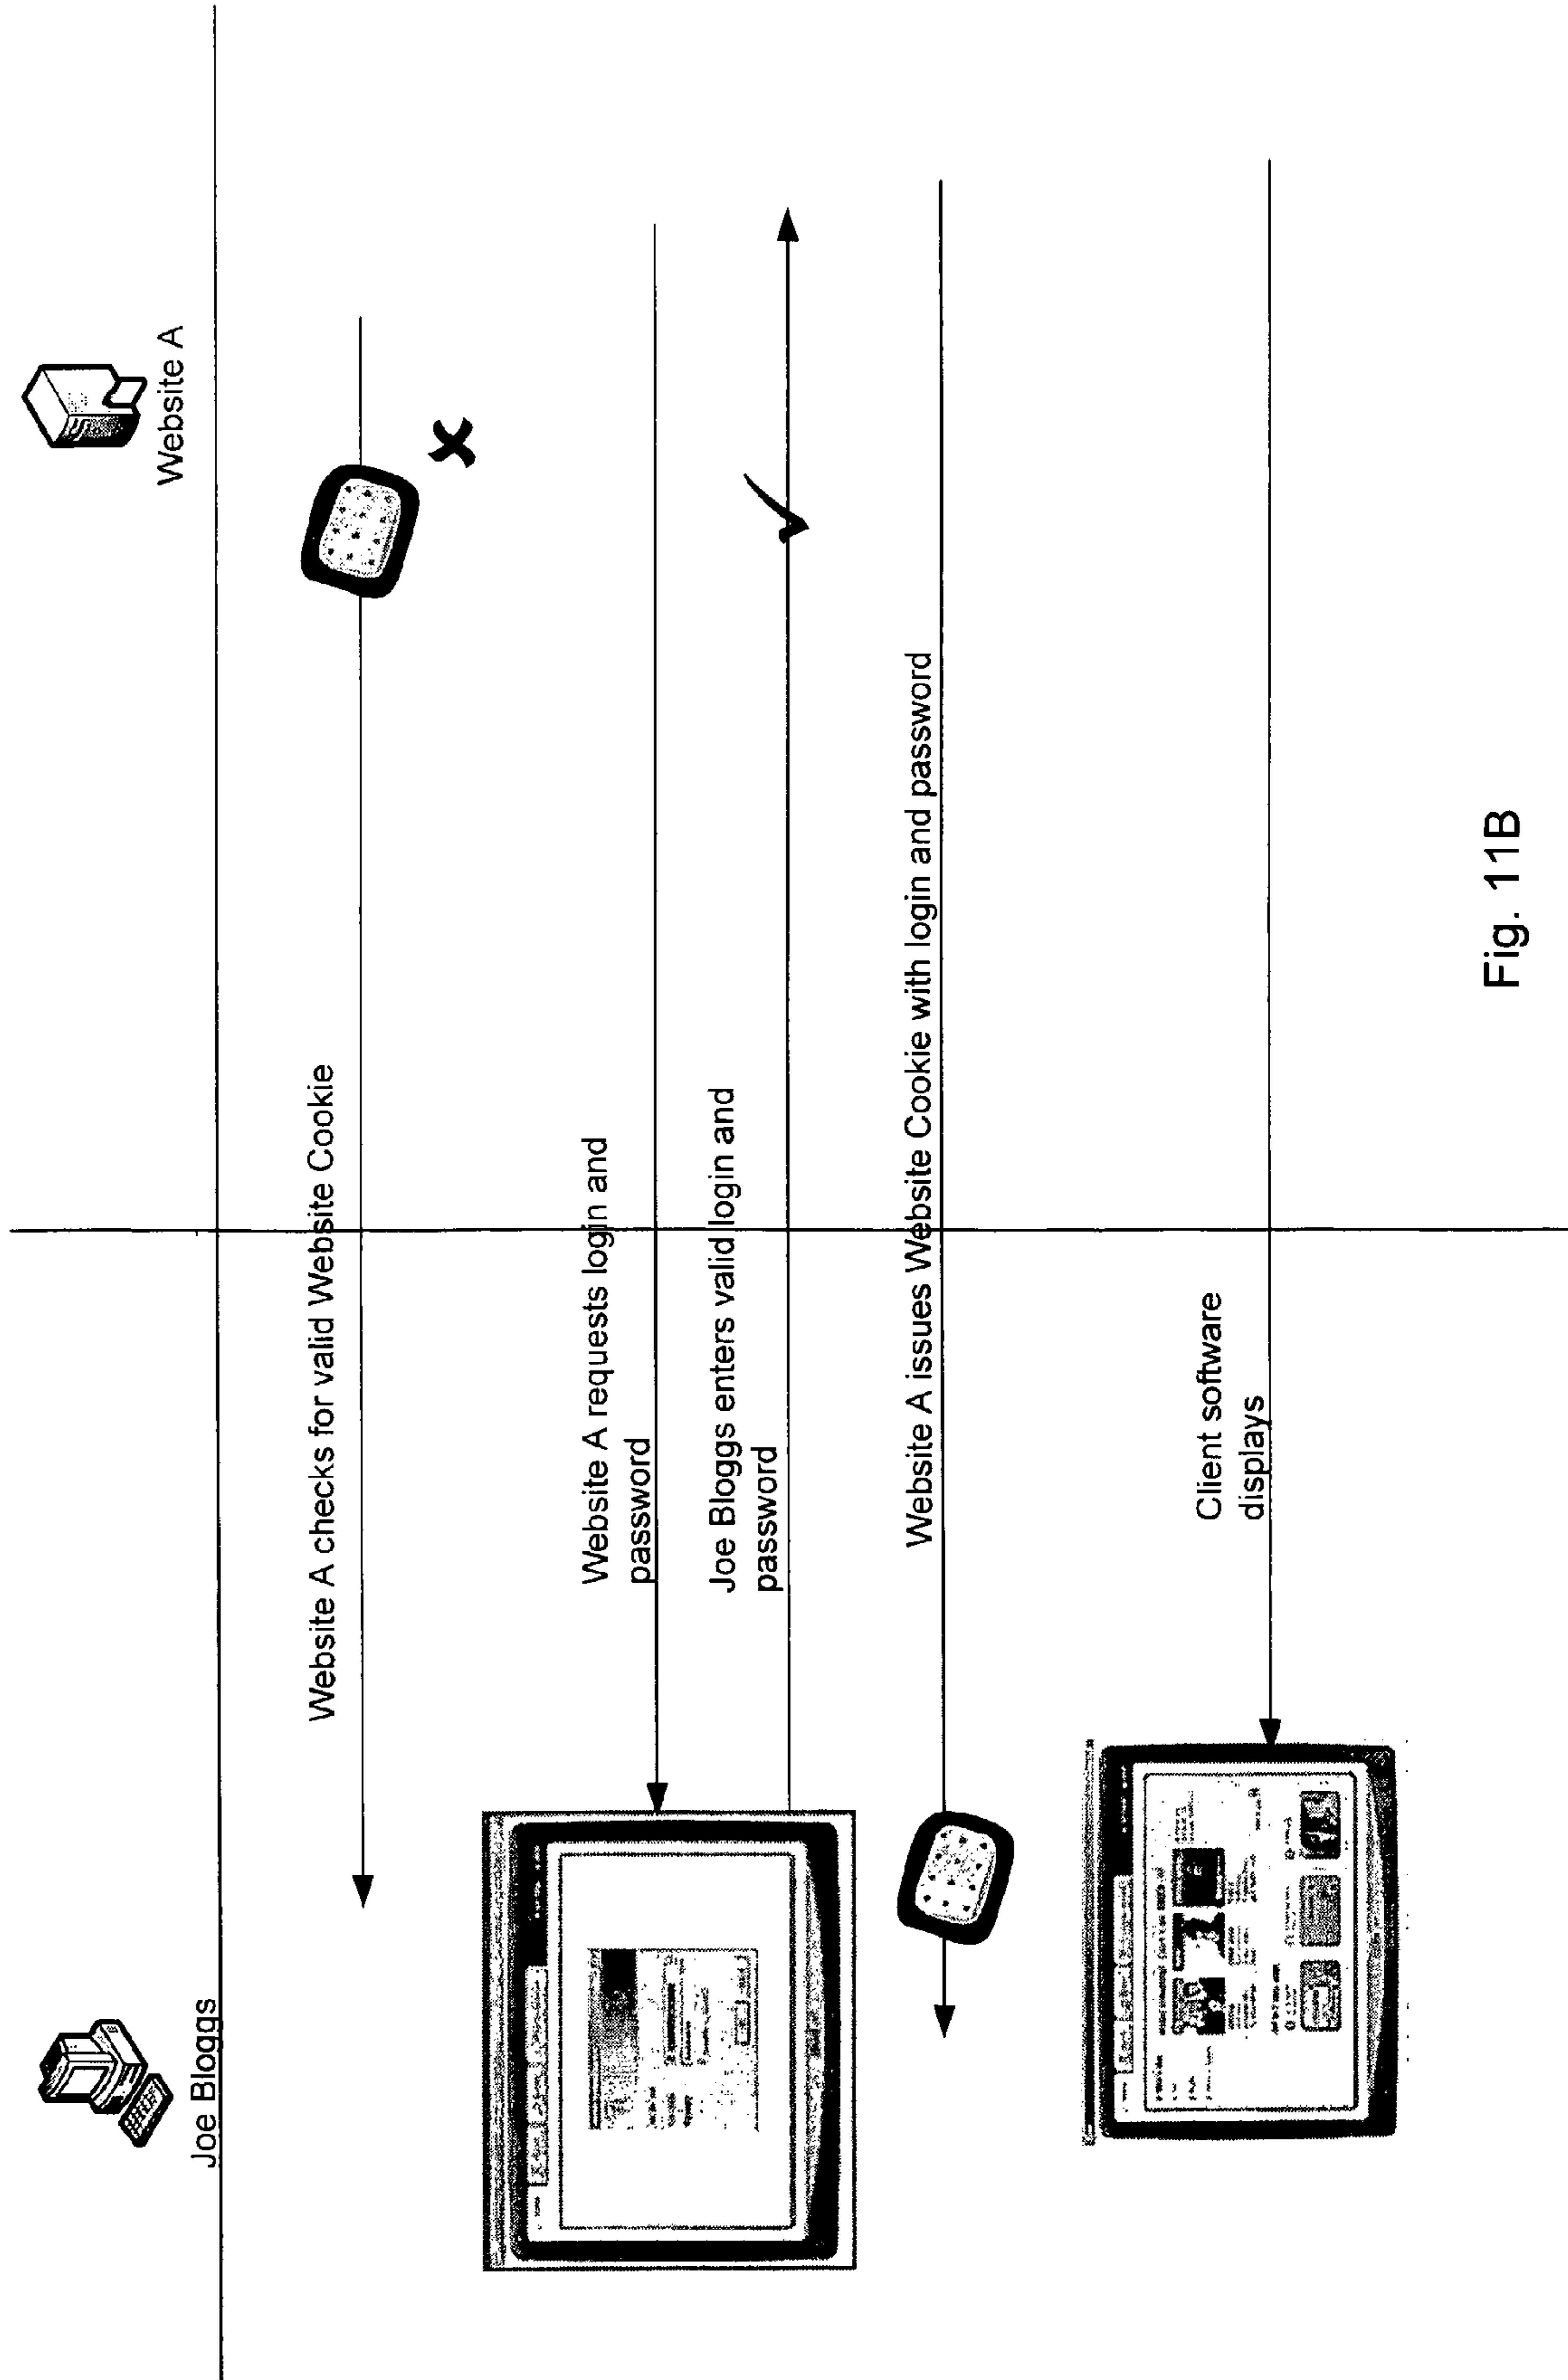 Joe Bloggs
Website A
Website A checks for valid Website Cookie
Website A requests login and
password
Joe Bloggs enters valid login and
password
Website A issues Website Cookie with login and password
Client software
displays
Fig. 11B